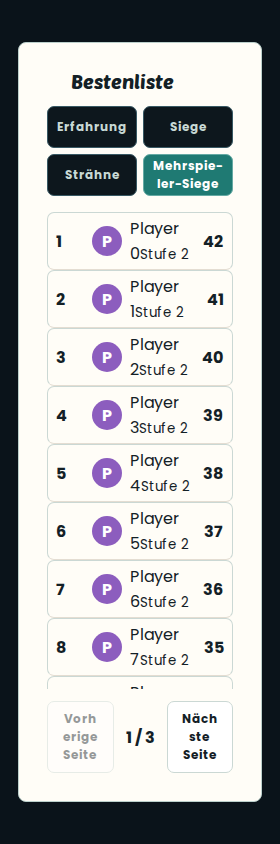 Bestenliste
Erfahrung
Siege
Strähne
Mehrspie-
ler-Siege
1
P
Player
0Stufe 2
42
2
P
Player
1Stufe 2
41
3
P
Player
2Stufe 2
40
4
P
Player
3Stufe 2
39
5
P
Player
4Stufe 2
38
6
P
Player
5Stufe 2
37
7
P
Player
6Stufe 2
36
8
P
Player
7Stufe 2
35
Vorh
erige
Seite
1 / 3
Näch
ste
Seite